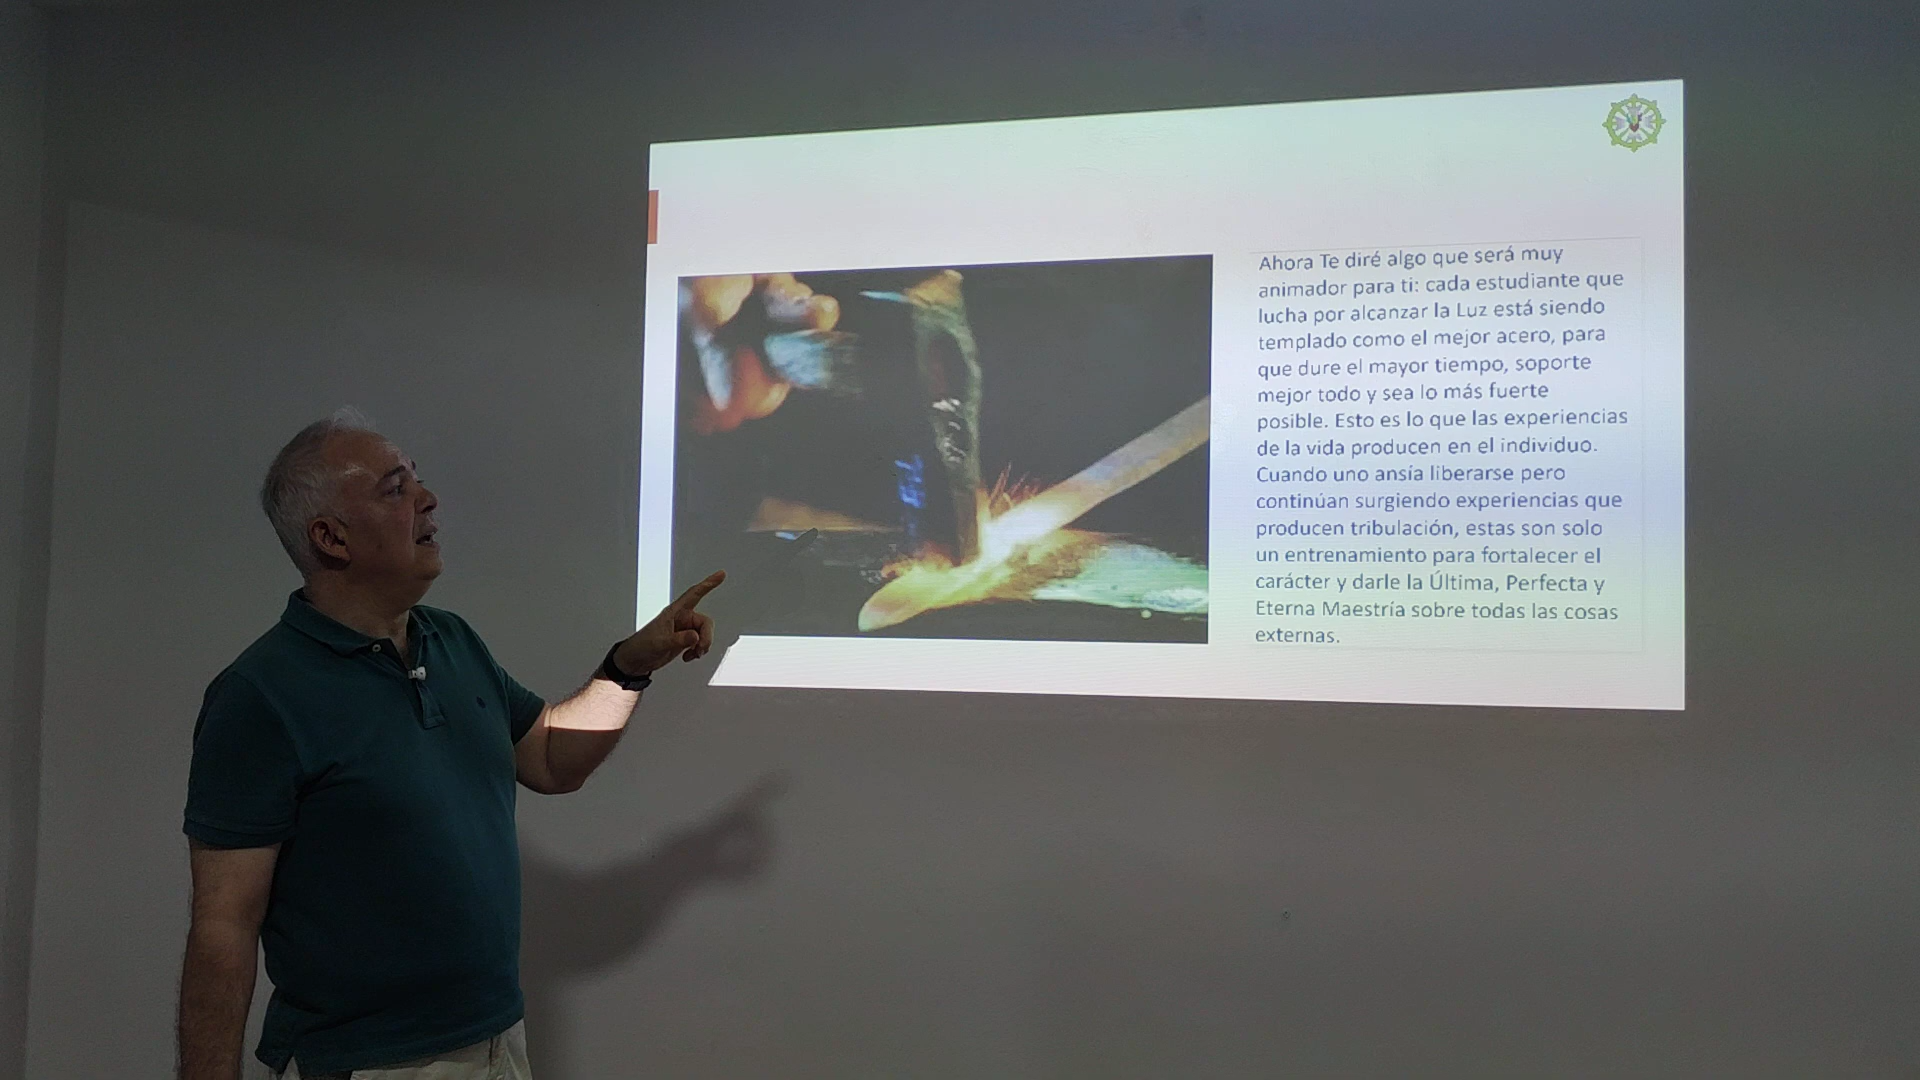 Ahora Te diré algo que será muy
animador para ti: cada estudiante que
lucha por alcanzar la Luz está siendo
templado como el mejor acero, para
que dure el mayor tiempo, soporte
mejor todo y sea lo más fuerte
posible. Esto es lo que las experiencias
de la vida producen en el individuo.
Cuando uno ansía liberarse pero
continúan surgiendo experiencias que
producen tribulación, estas son solo
un entrenamiento para fortalecer el
carácter y darle la Última, Perfecta y
Eterna Maestría sobre todas las cosas
externas.